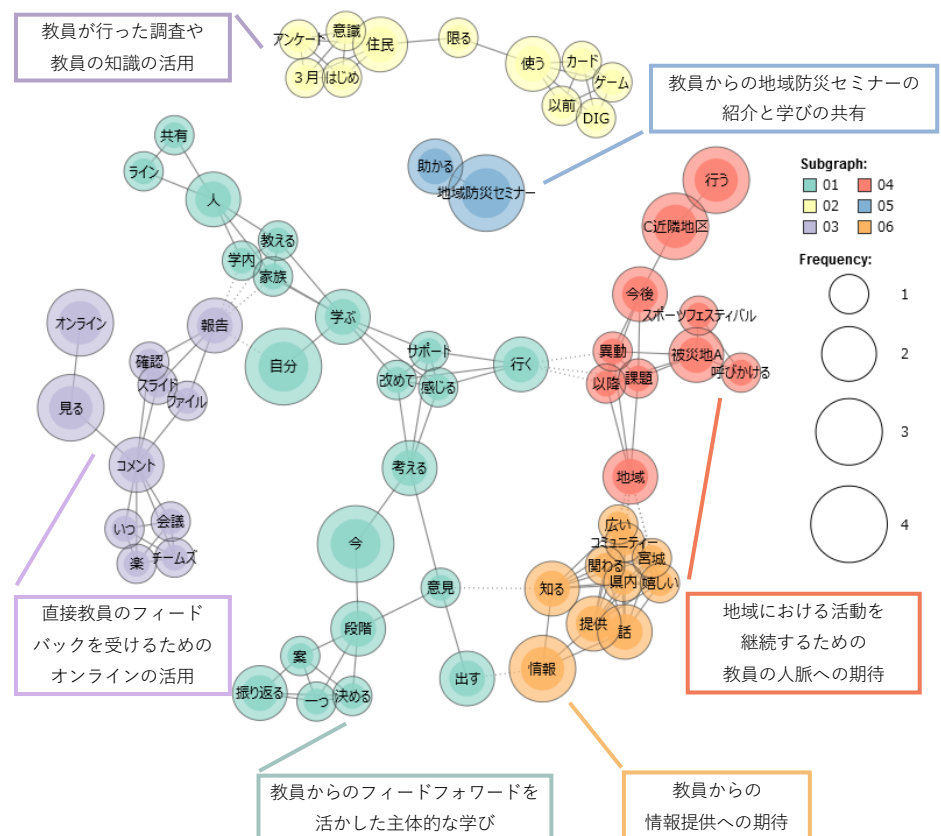 教員が行った調査や
教員の知識の活用
アンケート
意識
住民
3月
はじめ
限る
使う
カード
ゲーム
以前
DIG
教員からの地域防災セミナーの
紹介と学びの共有
助かる
地域防災セミナー
共有
ライン
人
教える
学内
家族
学ぶ
自分
サポート
改めて
感じる
行く
考える
今
意見
段階
案
振り返る
一つ
決める
出す
オンライン
報告
確認
スライド
ファイル
見る
コメント
いつ
会議
楽
チームズ
行う
C近隣地区
今後
スポーツフェスティバル
異動
被災地A
呼びかける
以降
課題
地域
広い
コミュニティー
関わる
宮城
県内
嬉しい
知る
提供
話
情報
Subgraph:
01 04
02 05
03 06
Frequency:
1
2
3
4
直接教員のフィード
バックを受けるための
オンラインの活用
地域における活動を
継続するための
教員の人脈への期待
教員からのフィードフォワードを
活かした主体的な学び
教員からの
情報提供への期待